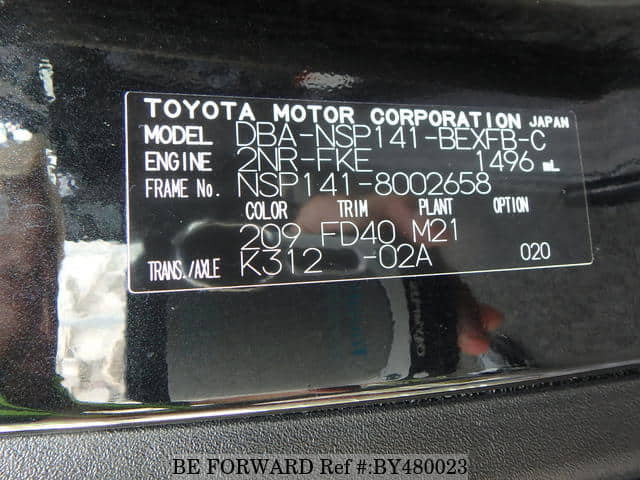 TOYOTA MOTOR CORPORATION JAPAN
MODEL DBA-NSP141-BEXFB-C
ENGINE 2NR-FKE 1496 mL
FRAME No. NSP141-8002658
COLOR TRIM PLANT OPTION
209 FD40 M21
TRANS./AXLE K312 -02A 020
BE FORWARD Ref #:BY480023